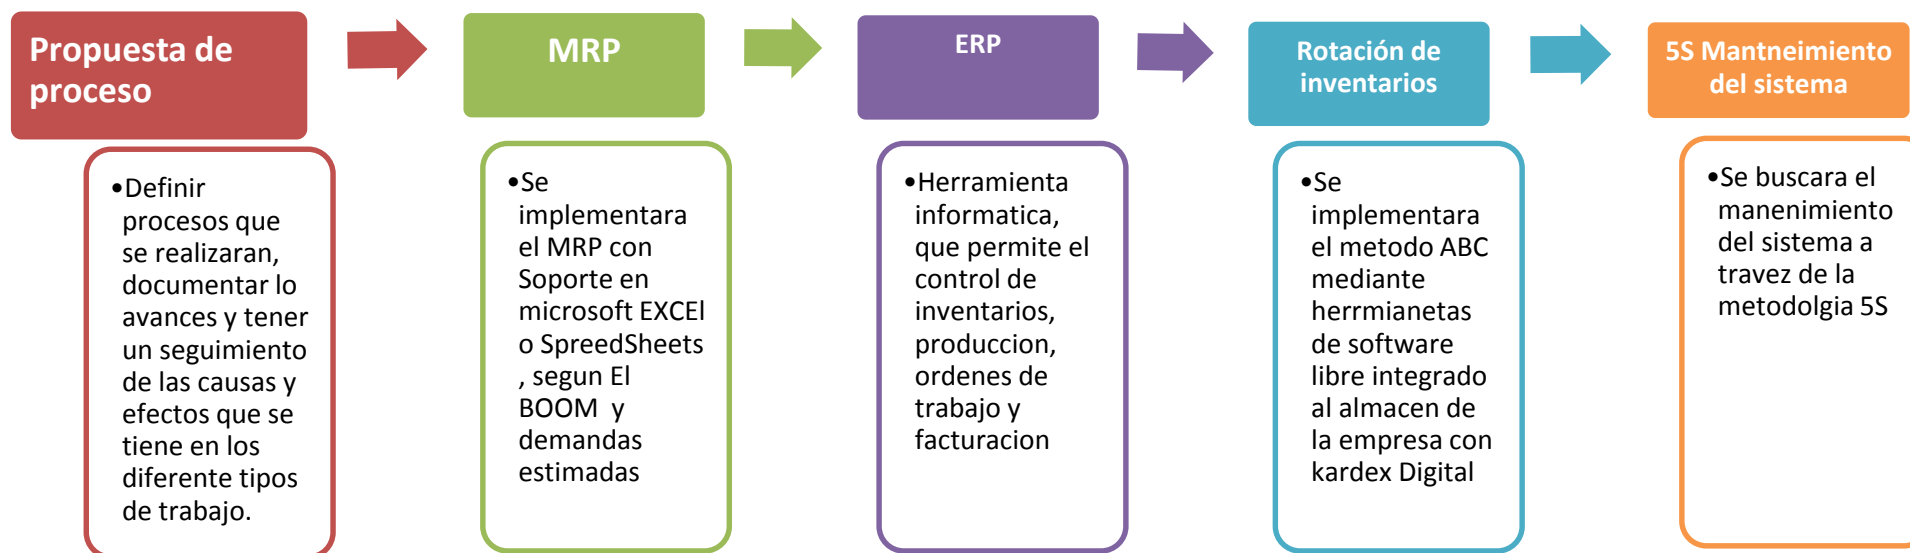 Propuesta de
proceso
•Definir
procesos que
se realizaran,
documentar lo
avances y tener
un seguimiento
de las causas y
efectos que se
tiene en los
diferente tipos
de trabajo.
MRP
•Se
implementara
el MRP con
Soporte en
microsoft EXCEl
o SpreedSheets
, segun El
BOOM y
demandas
estimadas
ERP
•Herramienta
informatica,
que permite el
control de
inventarios,
produccion,
ordenes de
trabajo y
facturacion
Rotación de
inventarios
•Se
implementara
el metodo ABC
mediante
herrmianetas
de software
libre integrado
al almacen de
la empresa con
kardex Digital
5S Mantneimiento
del sistema
•Se buscara el
manenimiento
del sistema a
travez de la
metodolgia 5S